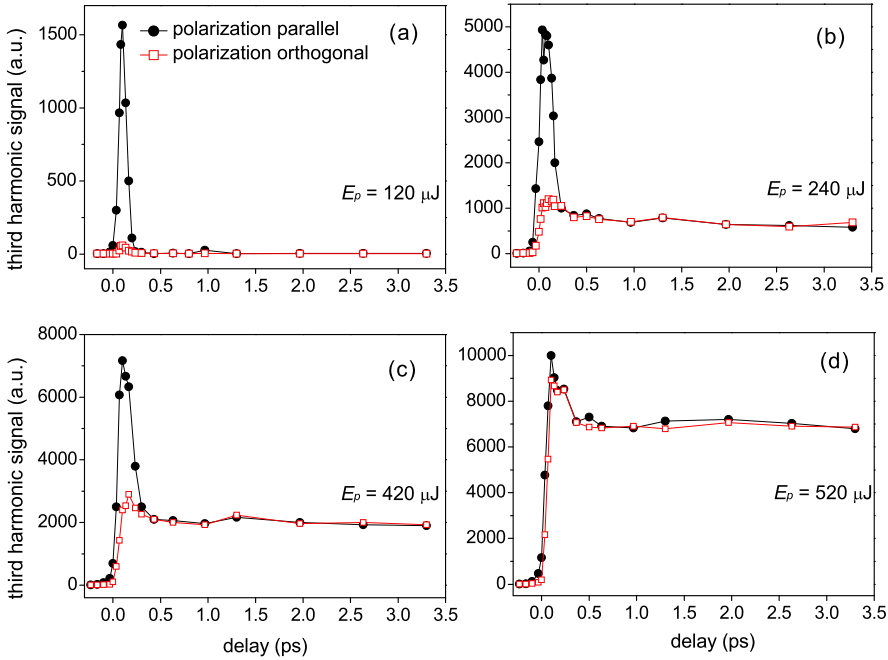 polarization parallel
polarization orthogonal
(a)
1500
1000
500
0
third harmonic signal (a.u.)
Ep = 120 μJ
0.0 0.5 1.0 1.5 2.0 2.5 3.0 3.5
(b)
5000
4000
3000
2000
1000
0
Ep = 240 μJ
0.0 0.5 1.0 1.5 2.0 2.5 3.0 3.5
(c)
8000
6000
4000
2000
0
third harmonic signal (a.u.)
Ep = 420 μJ
0.0 0.5 1.0 1.5 2.0 2.5 3.0 3.5
delay (ps)
(d)
10000
8000
6000
4000
2000
0
Ep = 520 μJ
0.0 0.5 1.0 1.5 2.0 2.5 3.0 3.5
delay (ps)